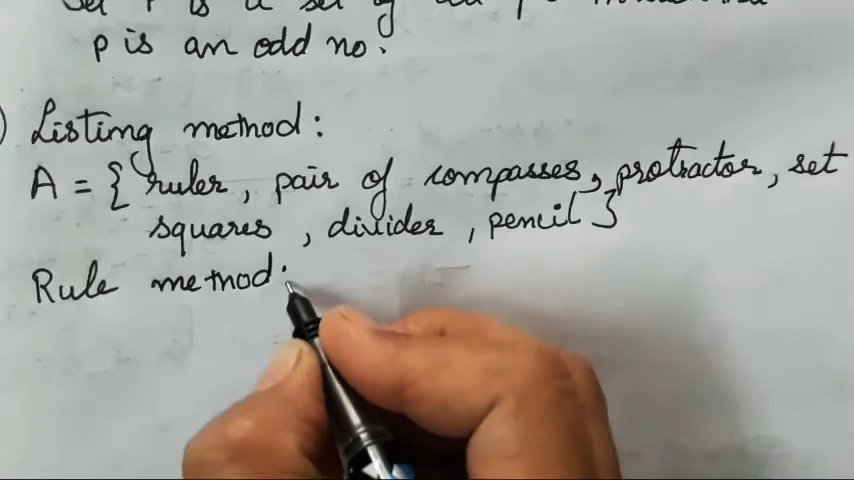 p is an odd no.
) Listing method:
A = { ruler, pair of compasses, protractor, set
squares, divider, pencil }
Rule method: